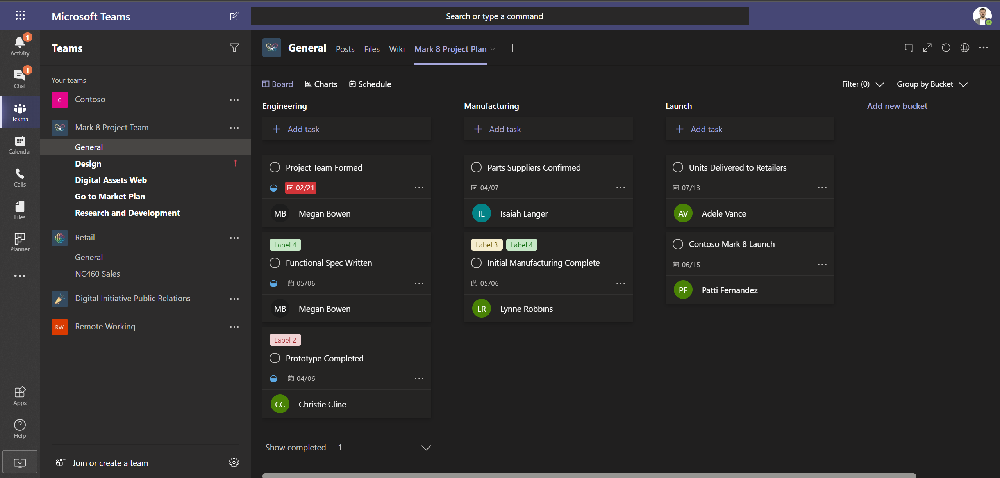 Microsoft Teams
Search or type a command
1
Activity
1
Chat
Teams
Calendar
Calls
Files
Planner
Apps
Help
Teams
Your teams
C
Contoso
Mark 8 Project Team
General
Design
!
Digital Assets Web
Go to Market Plan
Research and Development
Retail
General
NC460 Sales
Digital Initiative Public Relations
RW
Remote Working
Join or create a team
General
Posts
Files
Wiki
Mark 8 Project Plan
Board
Charts
Schedule
Filter (0)
Group by Bucket
Engineering
Add task
Project Team Formed
02/21
MB
Megan Bowen
Label 4
Functional Spec Written
05/06
MB
Megan Bowen
Label 2
Prototype Completed
04/06
CC
Christie Cline
Show completed 1
Manufacturing
Add task
Parts Suppliers Confirmed
04/07
IL
Isaiah Langer
Label 3
Label 4
Initial Manufacturing Complete
05/06
LR
Lynne Robbins
Launch
Add task
Units Delivered to Retailers
07/13
AV
Adele Vance
Contoso Mark 8 Launch
06/15
PF
Patti Fernandez
Add new bucket